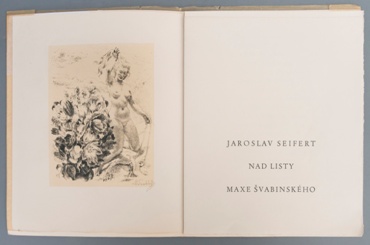 JAROSLAV SEIFERT
NAD LISTY
MAXE ŠVABINSKÉHO